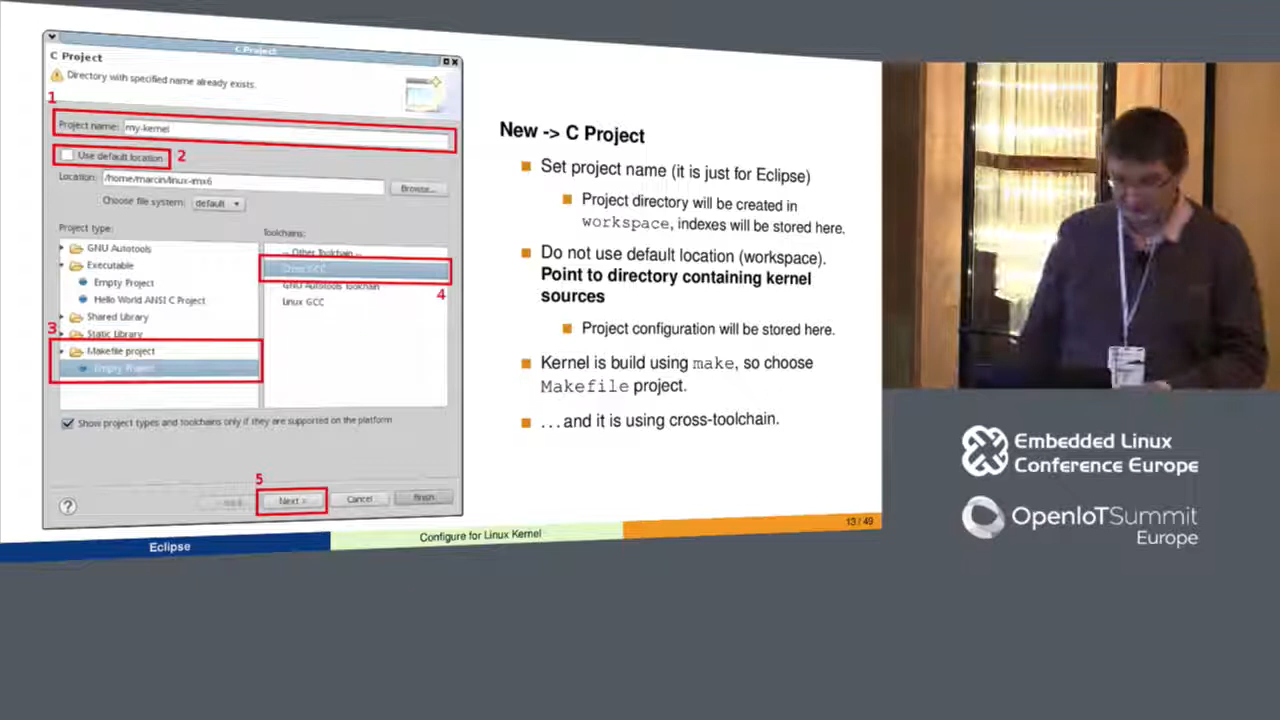 C Project
C Project
Directory with specified name already exists.
1
Project name: my-kernel
Use default location 2
Location: /home/marcin/linux-imx6 Browse...
Choose file system: default
Project type:
GNU Autotools
Executable
Empty Project
Hello World ANSI C Project
Shared Library
Static Library
3
Makefile project
Empty Project
Toolchains:
-- Other Toolchain --
Cross GCC
4
GNU Autotools Toolchain
Linux GCC
Show project types and toolchains only if they are supported on the platform
5
Next > Cancel Finish
New -> C Project
Set project name (it is just for Eclipse)
Project directory will be created in
workspace, indexes will be stored here.
Do not use default location (workspace).
Point to directory containing kernel
sources
Project configuration will be stored here.
Kernel is build using make, so choose
Makefile project.
...and it is using cross-toolchain.
13 / 49
Eclipse
Configure for Linux Kernel
Embedded Linux
Conference Europe
OpenIoTSummit
Europe